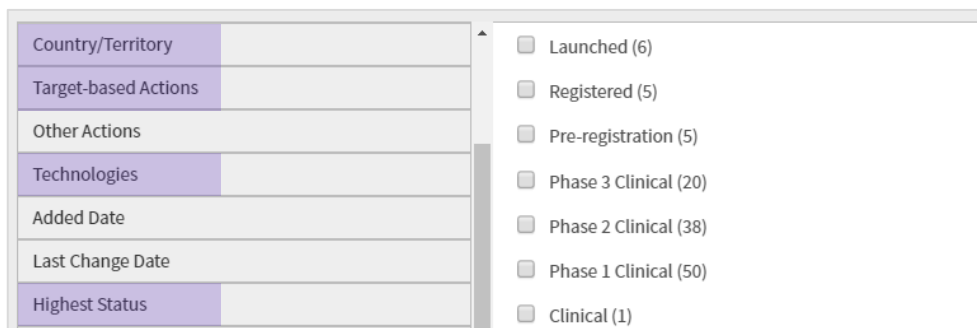 Country/Territory
Target-based Actions
Other Actions
Technologies
Added Date
Last Change Date
Highest Status
Launched (6)
Registered (5)
Pre-registration (5)
Phase 3 Clinical (20)
Phase 2 Clinical (38)
Phase 1 Clinical (50)
Clinical (1)